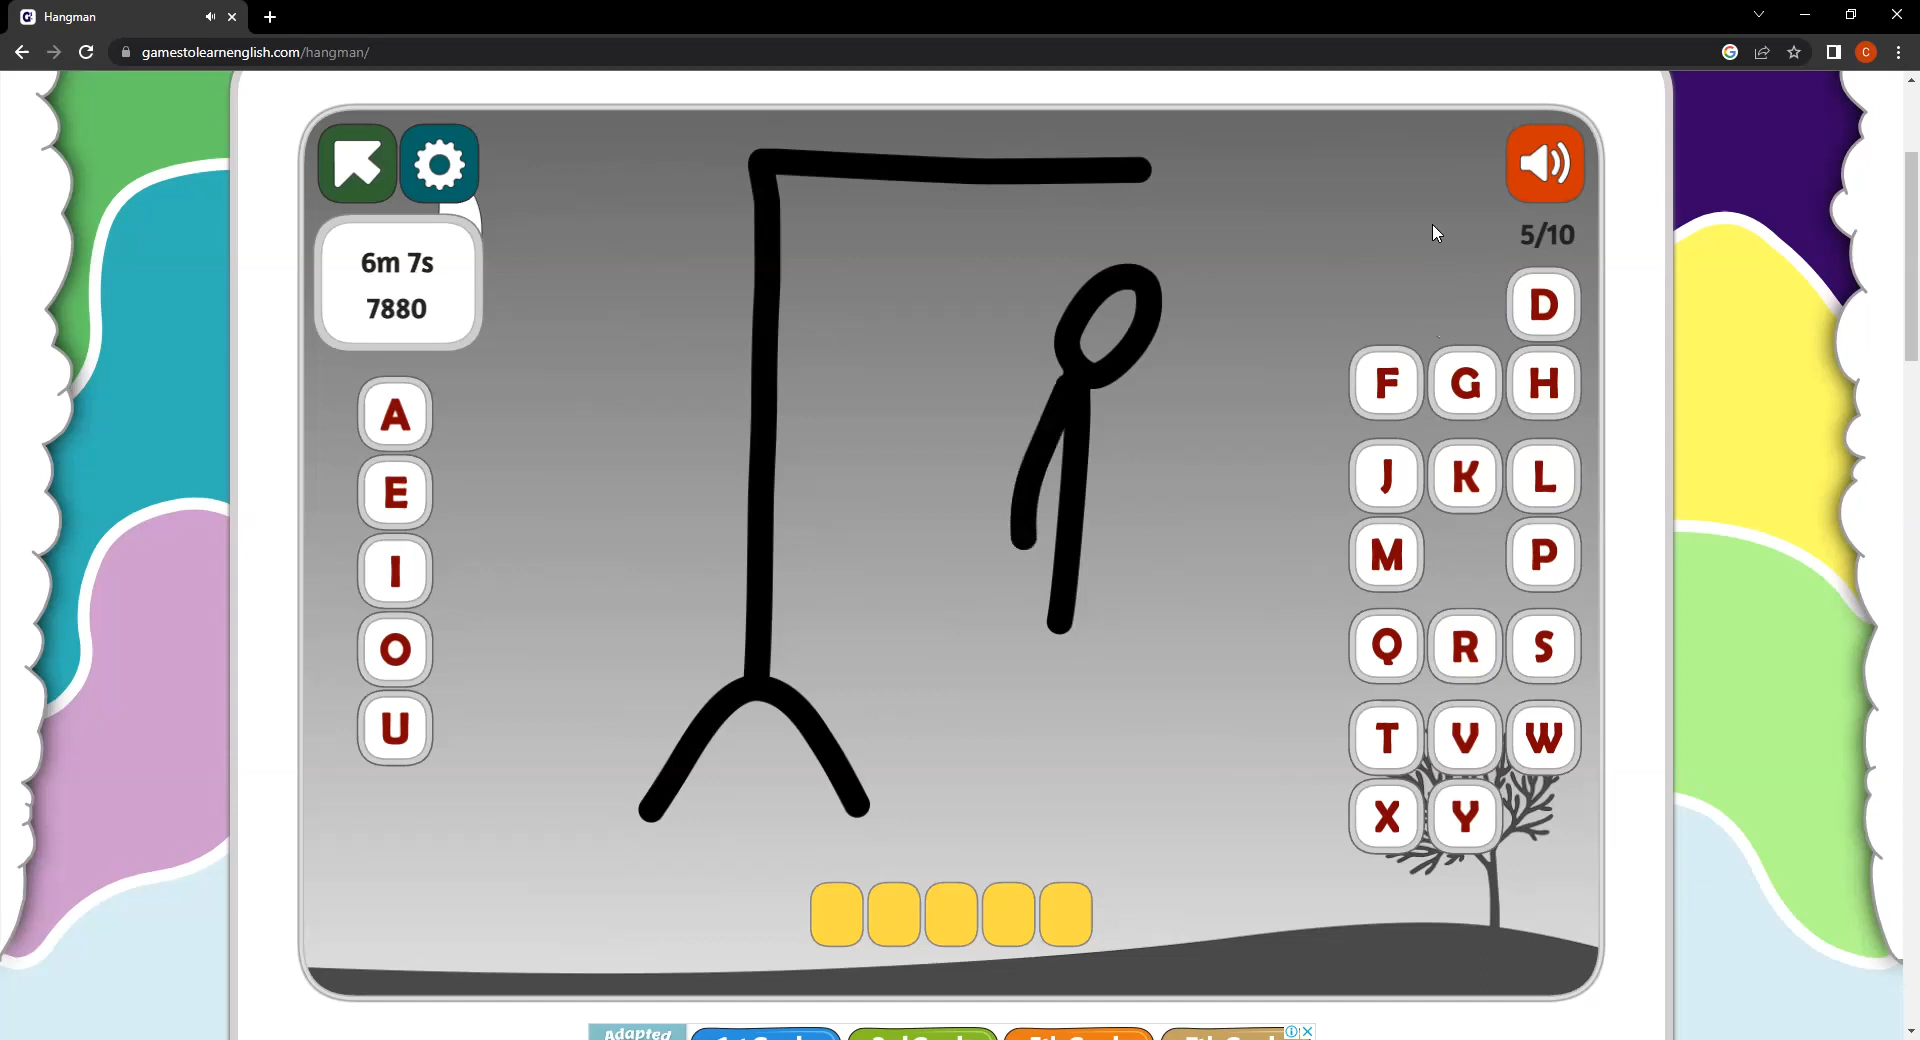 Hangman
gamestolearnenglish.com/hangman/
C
6m 7s
7880
5/10
D
A
F G H
E
J K L
I
M P
O
Q R S
U
T V W
X Y
Adapted